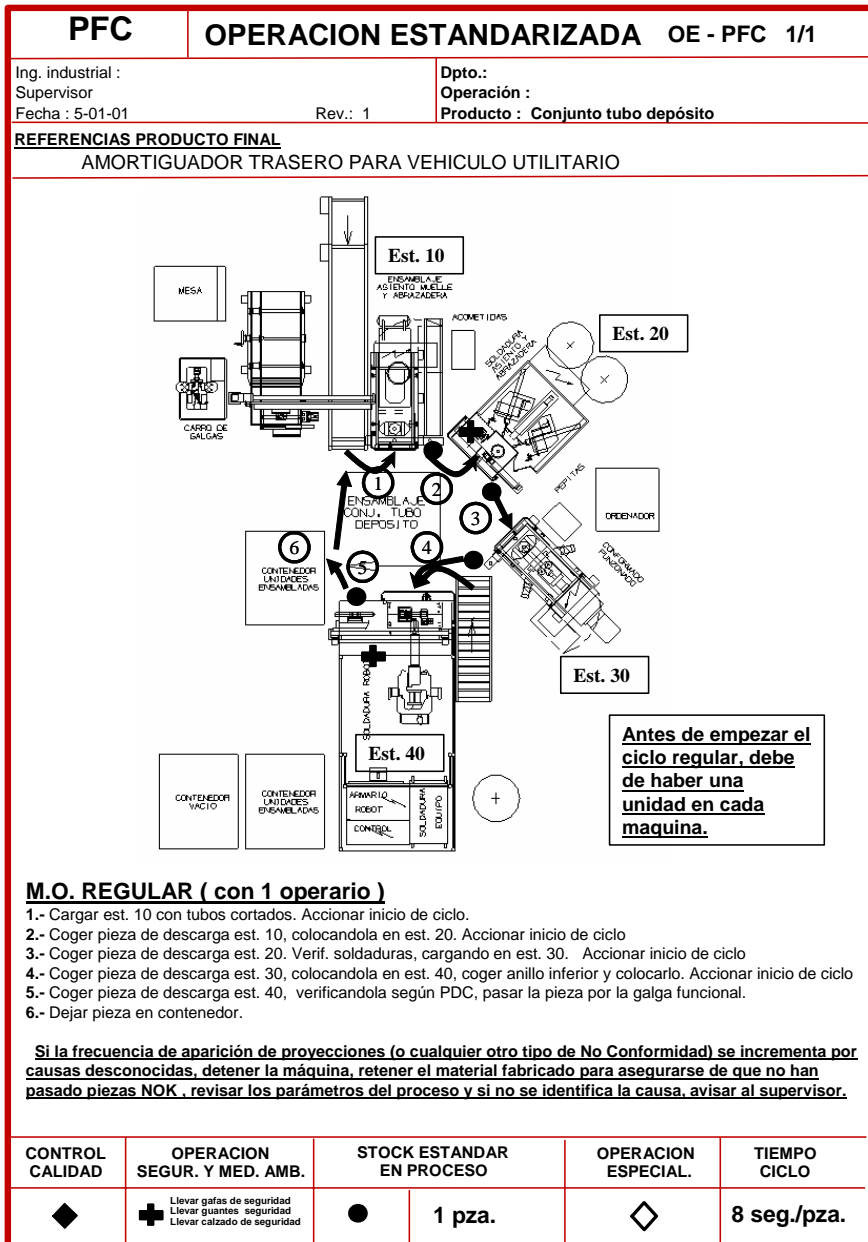 PFC
OPERACION ESTANDARIZADA OE - PFC 1/1
Ing. industrial :
Supervisor
Fecha : 5-01-01 Rev.: 1
Dpto.:
Operación :
Producto : Conjunto tubo depósito
REFERENCIAS PRODUCTO FINAL
AMORTIGUADOR TRASERO PARA VEHICULO UTILITARIO
Est. 10
ENSAMBLAJE
ASIENTO MUELLE
Y ABRAZADERA
MESA
ACOMETIDAS
SOLDADURA
ASIENTO Y
ABRAZADERA
Est. 20
CARRO DE
GALGAS
1
2
3
4
5
6
ENSAMBLAJE
CONJ. TUBO
DEPOSITO
PEPITAS
ORDENADOR
CONFORMADO
PUNZONADO
CONTENEDOR
UNIDADES
ENSAMBLADAS
Est. 30
SOLDADURA ROBOT
Est. 40
CONTENEDOR
VACIO
CONTENEDOR
UNIDADES
ENSAMBLADAS
ARMARIO
ROBOT
CONTROL
SOLDADURA
EQUIPO
Antes de empezar el
ciclo regular, debe
de haber una
unidad en cada
maquina.
M.O. REGULAR ( con 1 operario )
1.- Cargar est. 10 con tubos cortados. Accionar inicio de ciclo.
2.- Coger pieza de descarga est. 10, colocandola en est. 20. Accionar inicio de ciclo
3.- Coger pieza de descarga est. 20. Verif. soldaduras, cargando en est. 30. Accionar inicio de ciclo
4.- Coger pieza de descarga est. 30, colocandola en est. 40, coger anillo inferior y colocarlo. Accionar inicio de ciclo
5.- Coger pieza de descarga est. 40, verificandola según PDC, pasar la pieza por la galga funcional.
6.- Dejar pieza en contenedor.
Si la frecuencia de aparición de proyecciones (o cualquier otro tipo de No Conformidad) se incrementa por
causas desconocidas, detener la máquina, retener el material fabricado para asegurarse de que no han
pasado piezas NOK , revisar los parámetros del proceso y si no se identifica la causa, avisar al supervisor.
CONTROL
CALIDAD
OPERACION
SEGUR. Y MED. AMB.
STOCK ESTANDAR
EN PROCESO
OPERACION
ESPECIAL.
TIEMPO
CICLO
Llevar gafas de seguridad
Llevar guantes seguridad
Llevar calzado de seguridad
1 pza.
8 seg./pza.